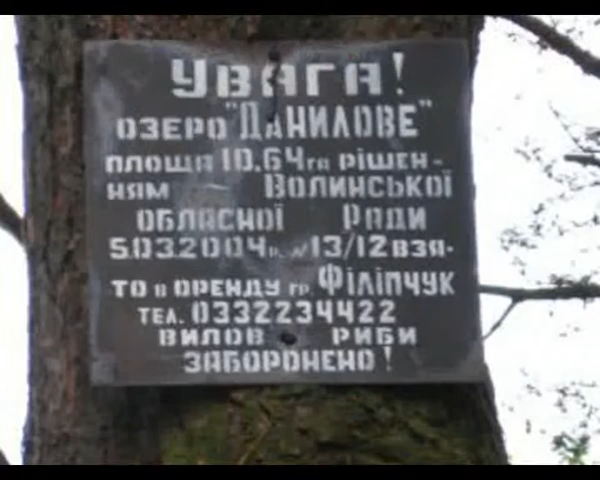 УВАГА!
ОЗЕРО "ДАНИЛОВЕ"
ПЛОЩА 10.64 га РІШЕН-
НЯМ ВОЛИНСЬКОЇ
ОБЛАСНОЇ РАДИ
5.03.2004р. № 13/12 ВЗЯ-
ТО в ОРЕНДУ гр. ФІЛІПЧУК
ТЕЛ. 0332234422
ВИЛОВ РИБИ
ЗАБОРОНЕНО!